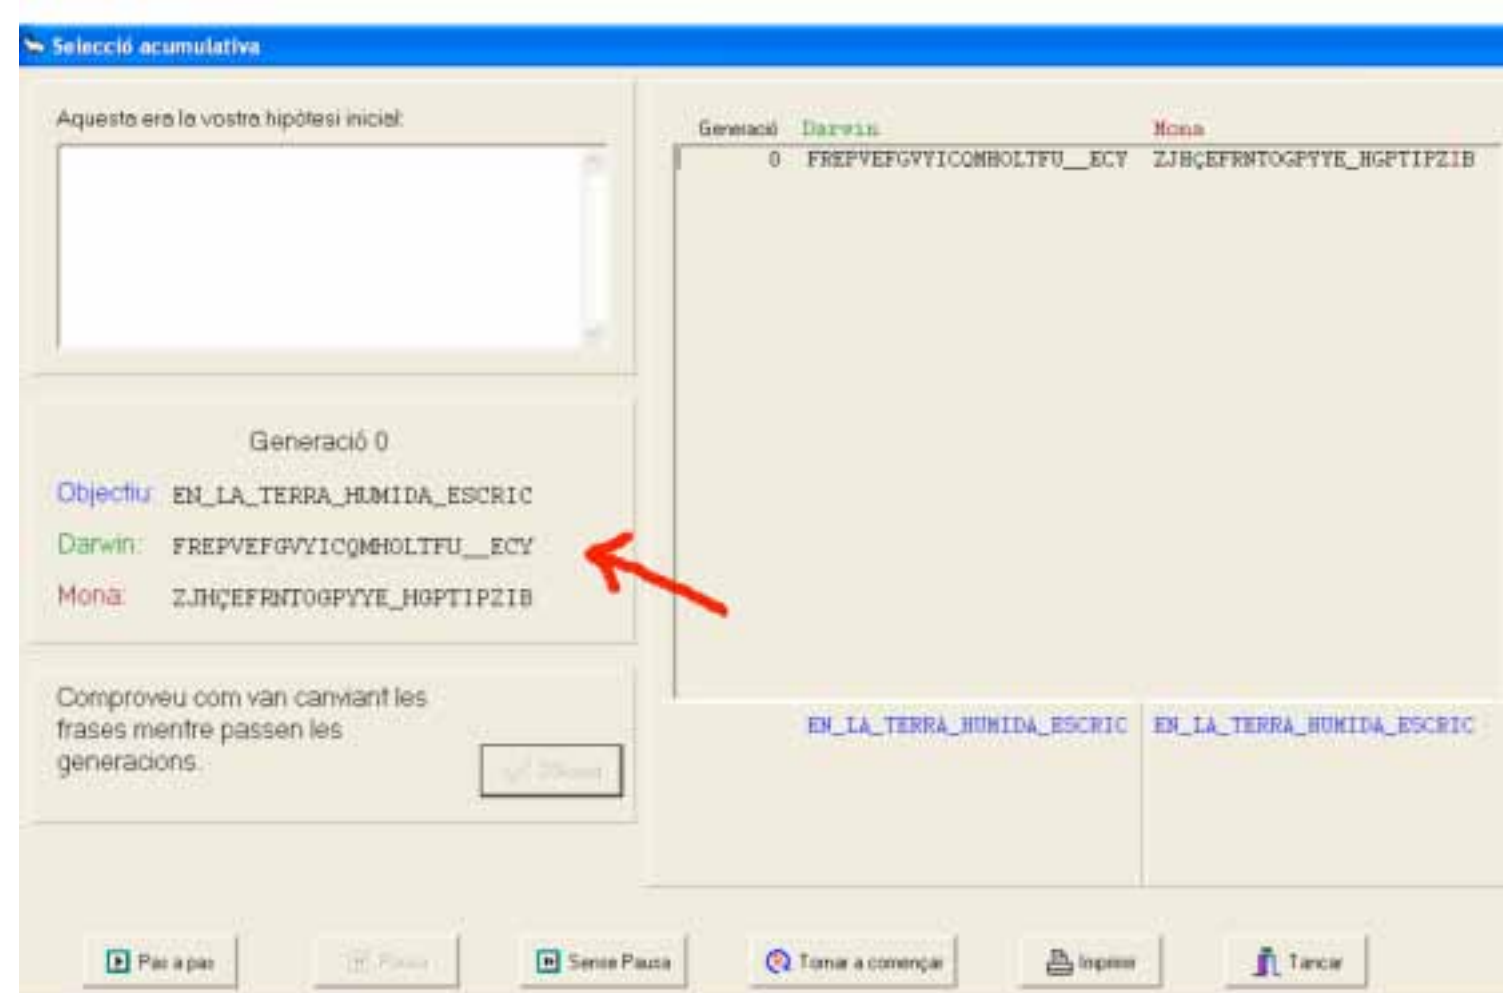 Selecció acumulativa
Aquesta era la vostra hipòtesi inicial:
Generació 0
Objectiu: EN_LA_TERRA_HUMIDA_ESCRIC
Darwin: FREPVEFGVYICQMHOLTFU__ECY
Mona: ZJHÇEFRNTOGPYYE_HGPTIPZIB
Comproveu com van canviant les
frases mentre passen les
generacions.
Generació Darwin Mona
0 FREPVEFGVYICQMHOLTFU__ECY ZJHÇEFRNTOGPYYE_HGPTIPZIB
EN_LA_TERRA_HUMIDA_ESCRIC EN_LA_TERRA_HUMIDA_ESCRIC
Pas a pas Pausa Sense Pausa Tornar a començar Imprimir Tancar